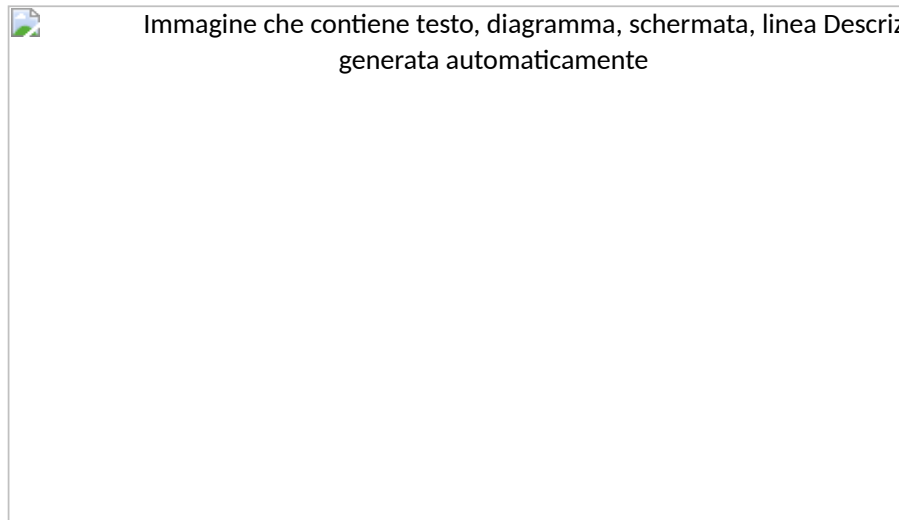 Immagine che contiene testo, diagramma, schermata, linea Descriz
generata automaticamente